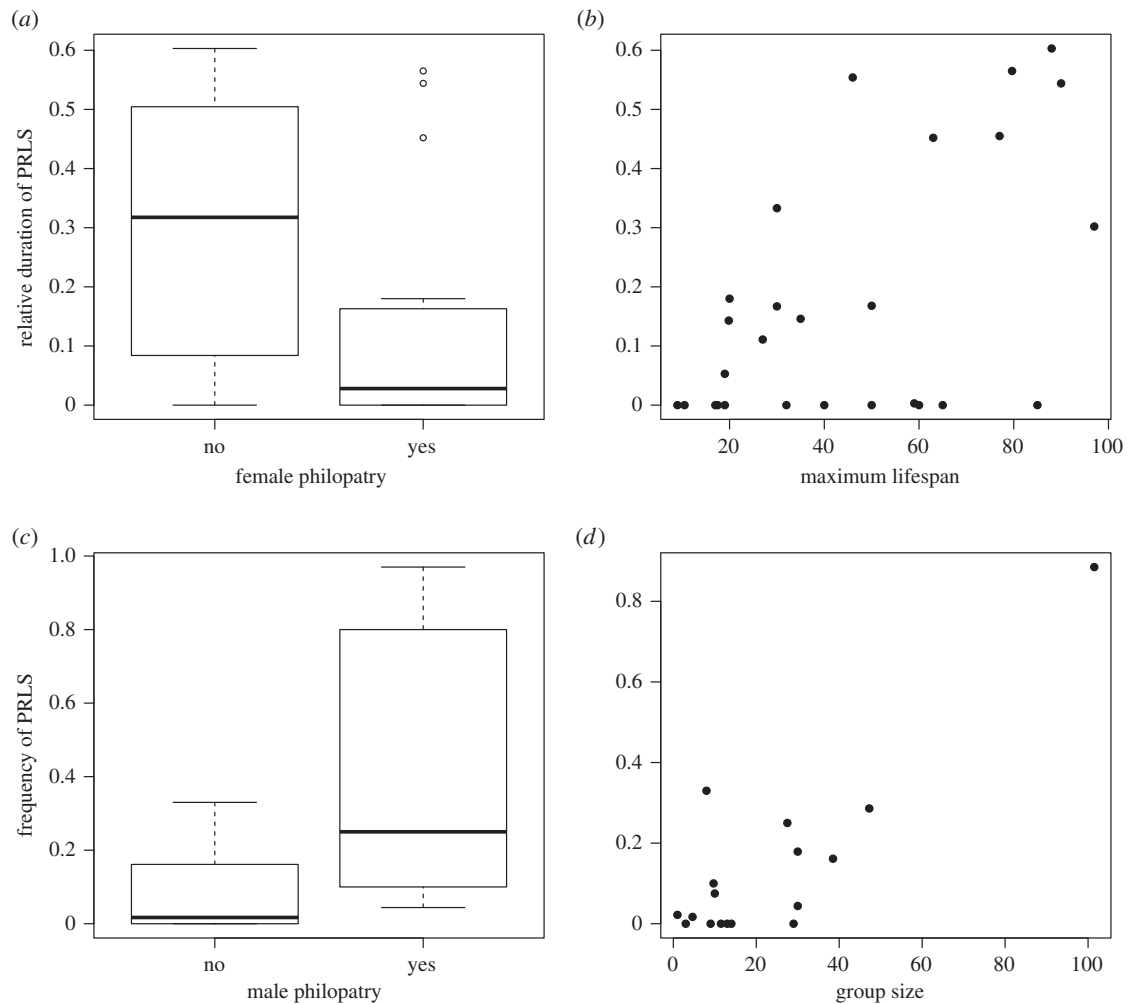 (a)
relative duration of PRLS
0.6
0.5
0.4
0.3
0.2
0.1
0
no yes
female philopatry
(b)
0.6
0.5
0.4
0.3
0.2
0.1
0
20 40 60 80 100
maximum lifespan
(c)
frequency of PRLS
1.0
0.8
0.6
0.4
0.2
0
no yes
male philopatry
(d)
0.8
0.6
0.4
0.2
0
0 20 40 60 80 100
group size